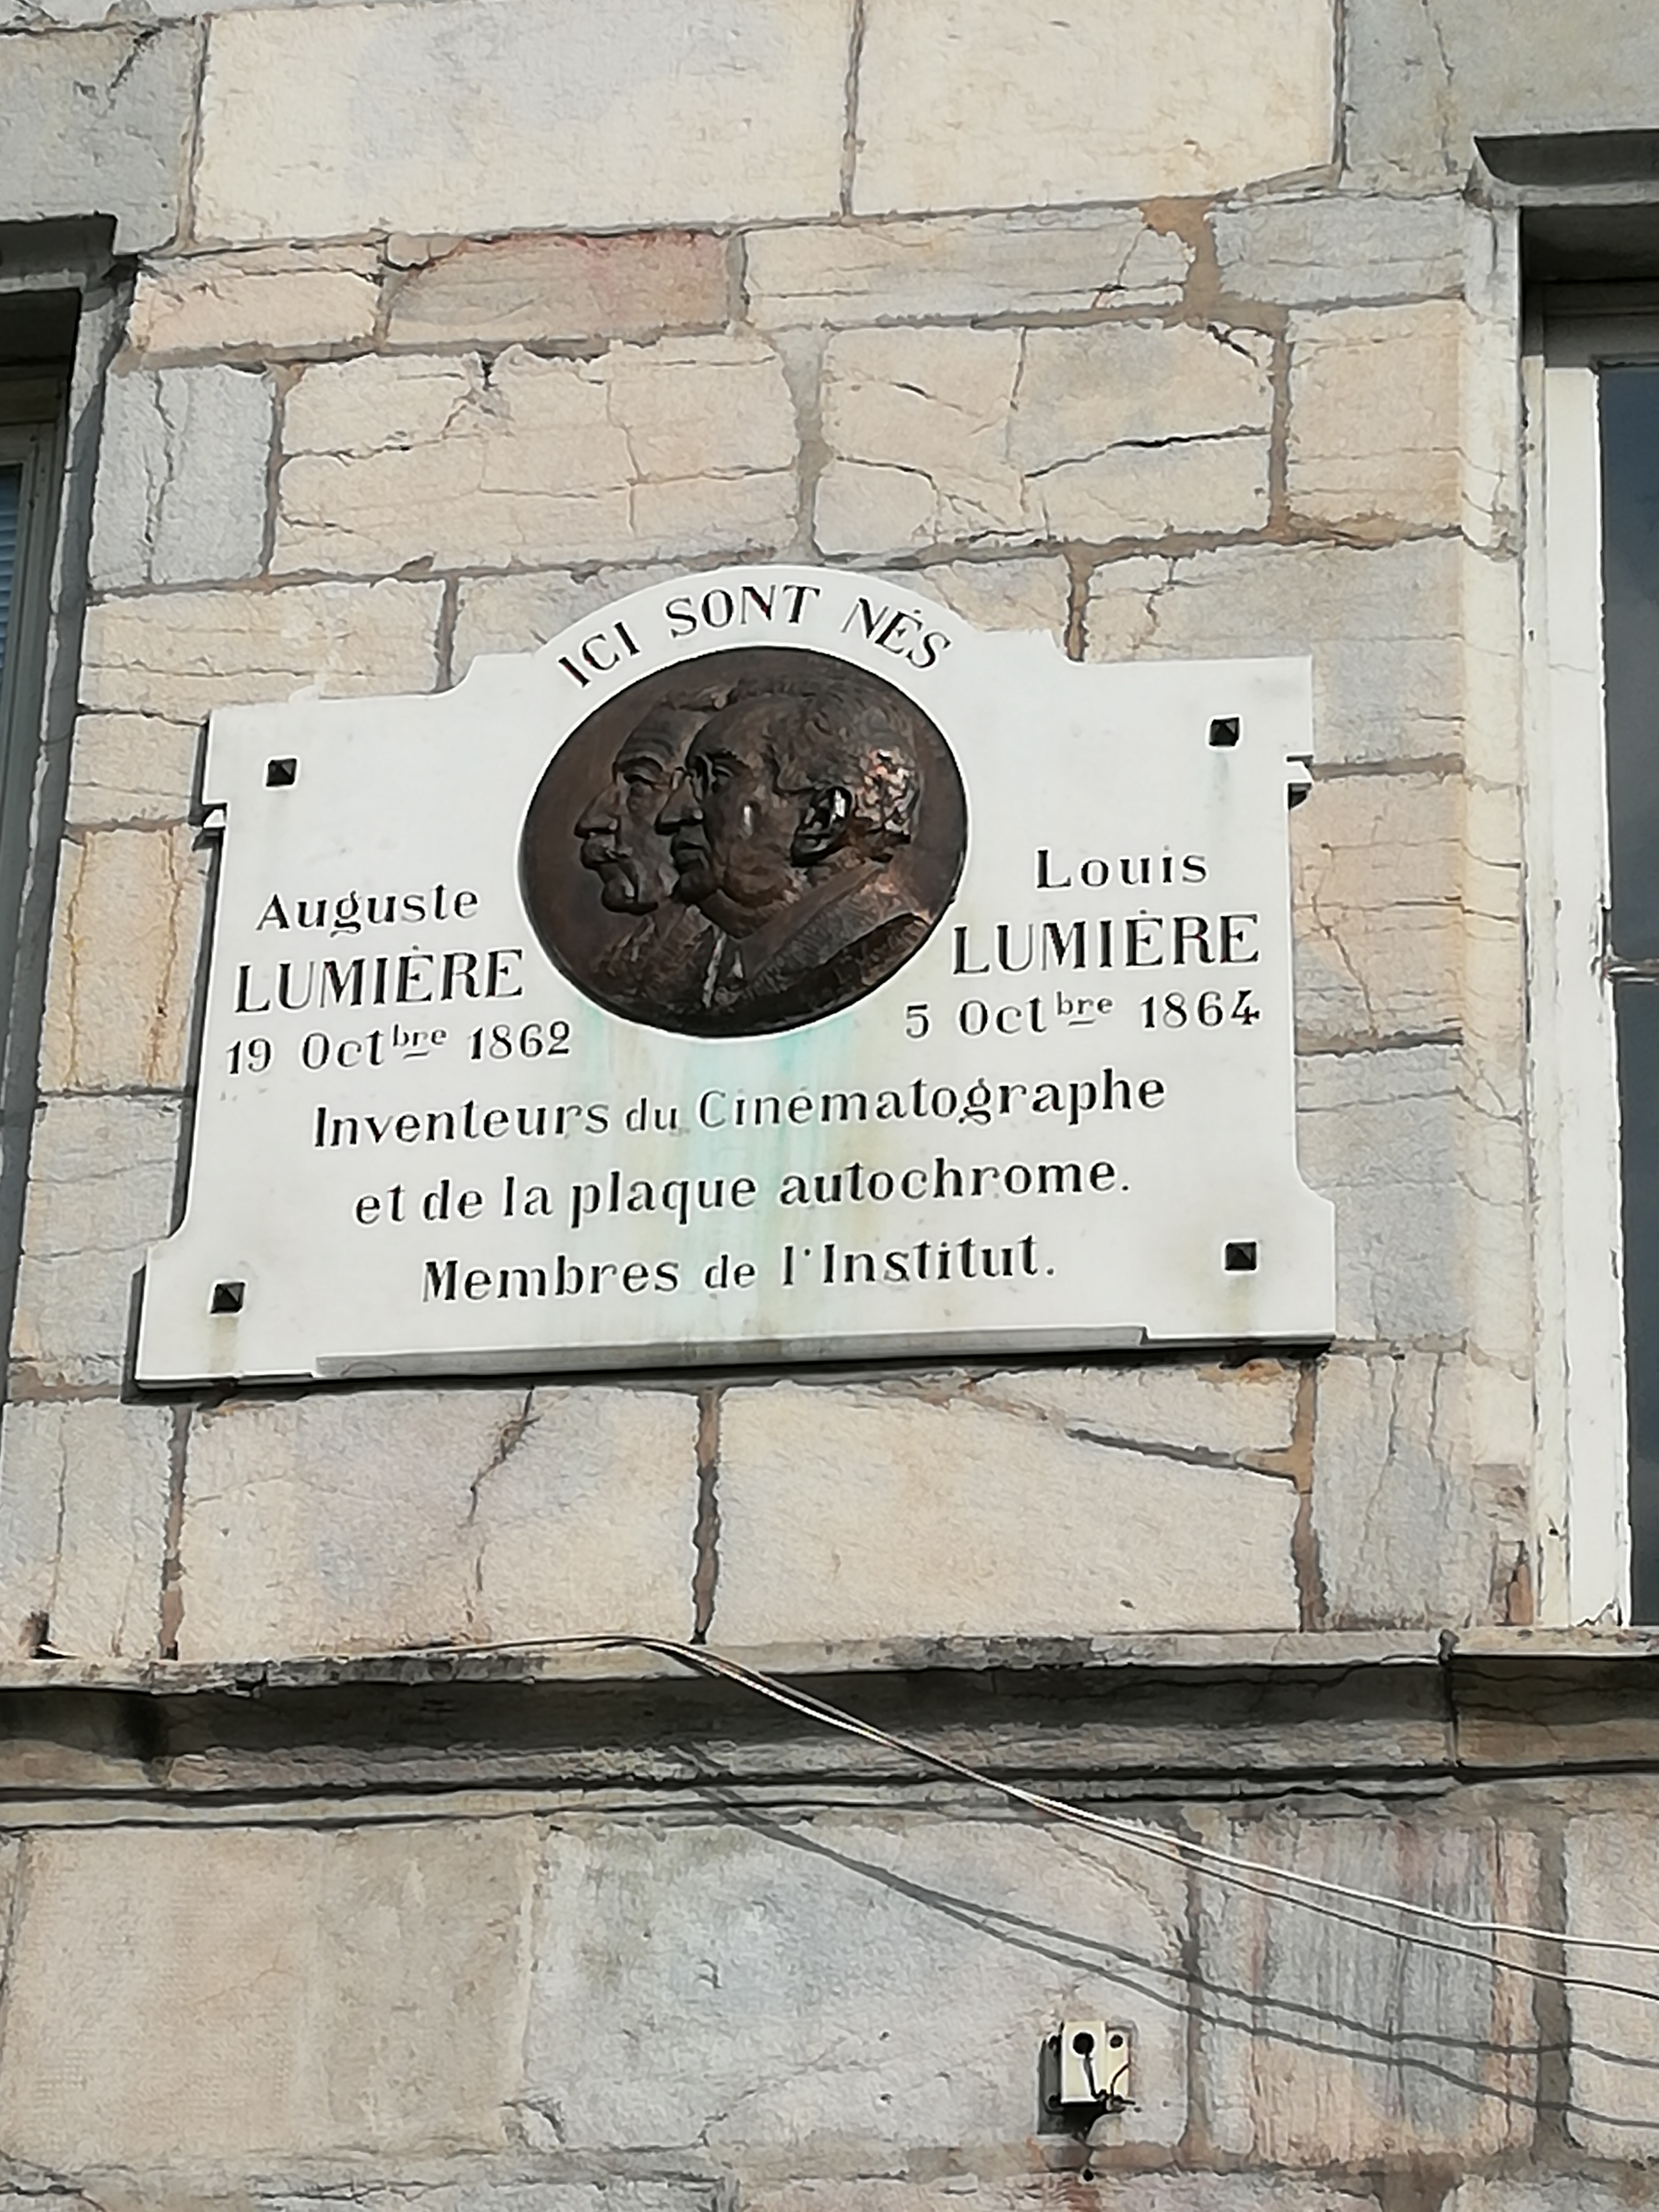 ICI SONT NÉS
Auguste
LUMIÈRE
19 Octbre 1862
Louis
LUMIÈRE
5 Octbre 1864
Inventeurs du Cinématographe
et de la plaque autochrome.
Membres de l'Institut.